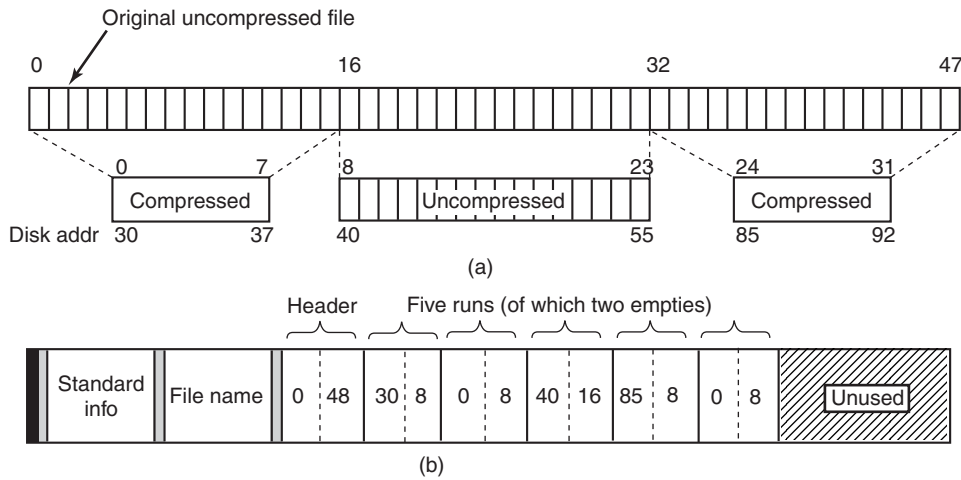 Original uncompressed file
0 16 32 47
0 7 8 23 24 31
Compressed Uncompressed Compressed
Disk addr 30 37 40 55 85 92
(a)
Header Five runs (of which two empties)
Standard info File name 0 48 30 8 0 8 40 16 85 8 0 8 Unused
(b)